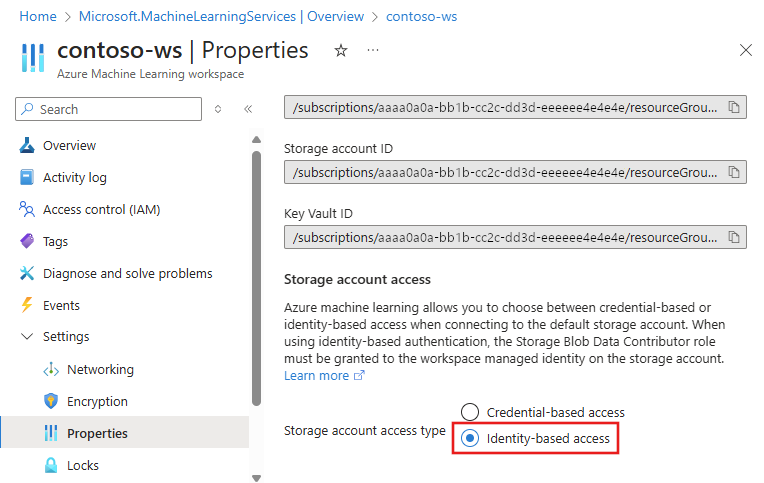 Home > Microsoft.MachineLearningServices | Overview > contoso-ws
contoso-ws | Properties
Azure Machine Learning workspace
Search
Overview
Activity log
Access control (IAM)
Tags
Diagnose and solve problems
Events
Settings
Networking
Encryption
Properties
Locks
/subscriptions/aaaa0a0a-bb1b-cc2c-dd3d-eeeeee4e4e4e/resourceGrou...
Storage account ID
/subscriptions/aaaa0a0a-bb1b-cc2c-dd3d-eeeeee4e4e4e/resourceGrou...
Key Vault ID
/subscriptions/aaaa0a0a-bb1b-cc2c-dd3d-eeeeee4e4e4e/resourceGrou...
Storage account access
Azure machine learning allows you to choose between credential-based or
identity-based access when connecting to the default storage account. When
using identity-based authentication, the Storage Blob Data Contributor role
must be granted to the workspace managed identity on the storage account.
Learn more
Storage account access type
Credential-based access
Identity-based access